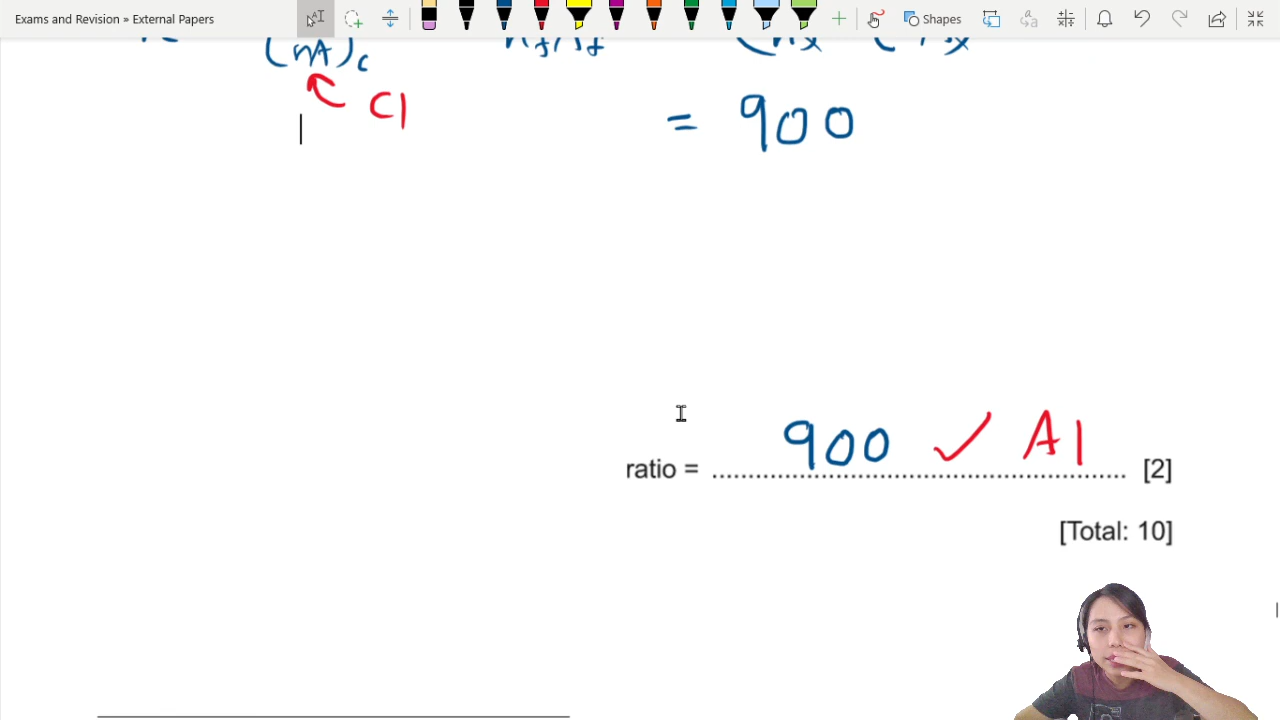 Exams and Revision » External Papers
Shapes
(nA)c
C1
= 900
900 ✓ A1
ratio = ........................................................ [2]
[Total: 10]